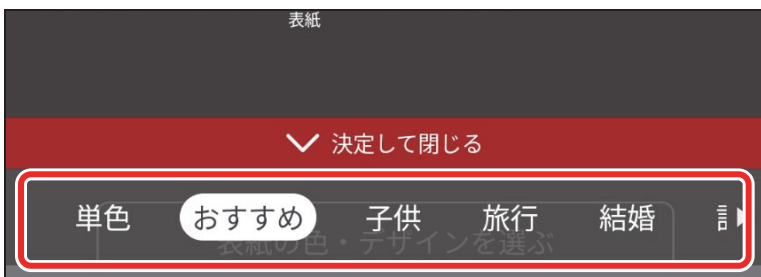 表紙
決定して閉じる
単色 おすすめ 子供 旅行 結婚
表紙の色・デザインを選ぶ